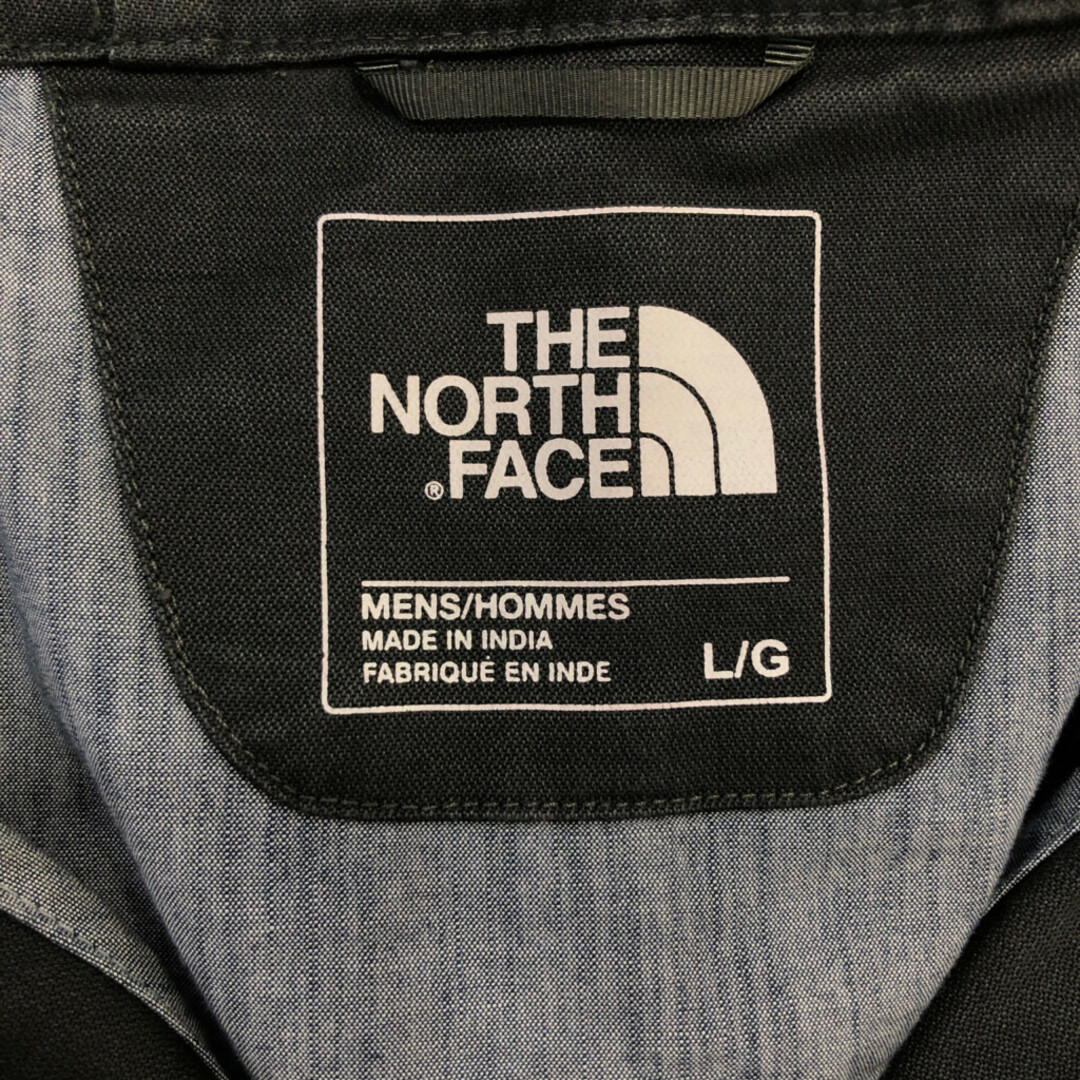 THE
NORTH
®FACE
MENS/HOMMES
MADE IN INDIA
FABRIQUÉ EN INDE
L/G